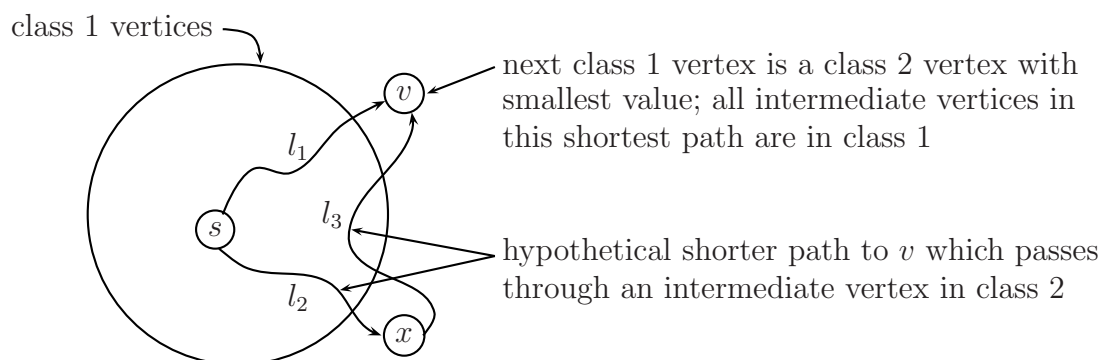 class 1 vertices
next class 1 vertex is a class 2 vertex with
smallest value; all intermediate vertices in
this shortest path are in class 1
v
l1
s
l3
l2
x
hypothetical shorter path to v which passes
through an intermediate vertex in class 2